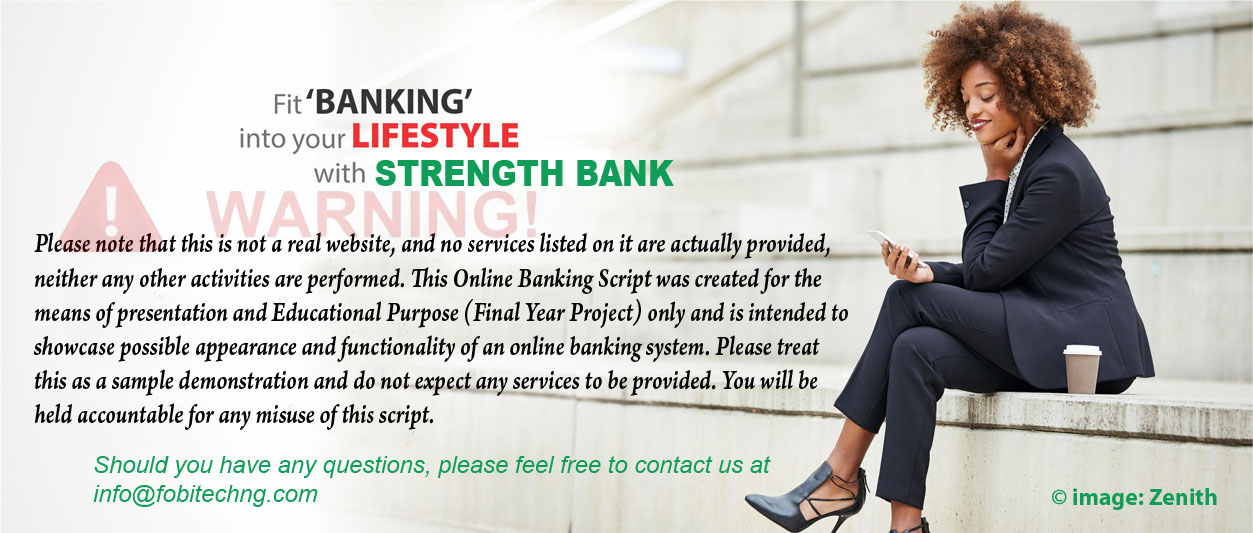 Fit ‘BANKING’
into your LIFESTYLE
with STRENGTH BANK
WARNING!
Please note that this is not a real website, and no services listed on it are actually provided,
neither any other activities are performed. This Online Banking Script was created for the
means of presentation and Educational Purpose (Final Year Project) only and is intended to
showcase possible appearance and functionality of an online banking system. Please treat
this as a sample demonstration and do not expect any services to be provided. You will be
held accountable for any misuse of this script.
Should you have any questions, please feel free to contact us at
info@fobitechng.com
© image: Zenith